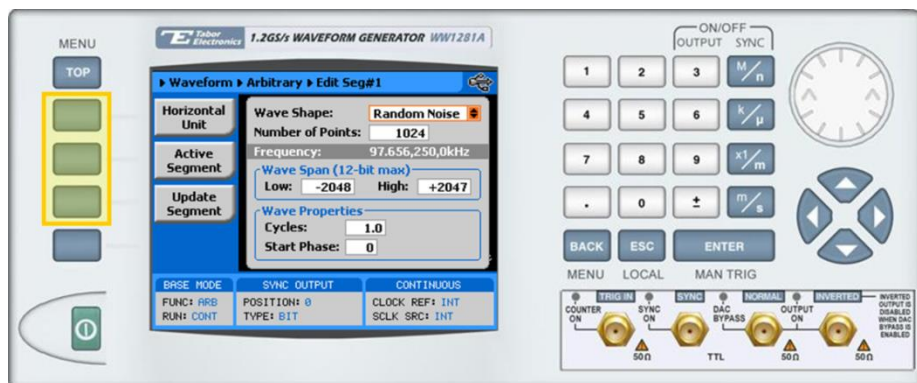 MENU
TOP
Tabor Electronics 1.2GS/s WAVEFORM GENERATOR WW1281A
Waveform Arbitrary Edit Seg#1
Horizontal Unit
Active Segment
Update Segment
Wave Shape: Random Noise
Number of Points: 1024
Frequency: 97.656,250,0kHz
Wave Span (12-bit max)
Low: -2048 High: +2047
Wave Properties
Cycles: 1.0
Start Phase: 0
BASE MODE SYNC OUTPUT CONTINUOUS
FUNC: ARB POSITION: 0 CLOCK REF: INT
RUN: CONT TYPE: BIT SCLK SRC: INT
ON/OFF
OUTPUT SYNC
1 2 3 M/n
4 5 6 k/µ
7 8 9 x1/m
. 0 ± m/s
BACK ESC ENTER
MENU LOCAL MAN TRIG
TRIG IN SYNC NORMAL INVERTED
COUNTER ON
SYNC ON
DAC BYPASS
OUTPUT ON
INVERTED OUTPUT IS DISABLED WHEN DAC BYPASS IS ENABLED
50Ω TTL 50Ω 50Ω